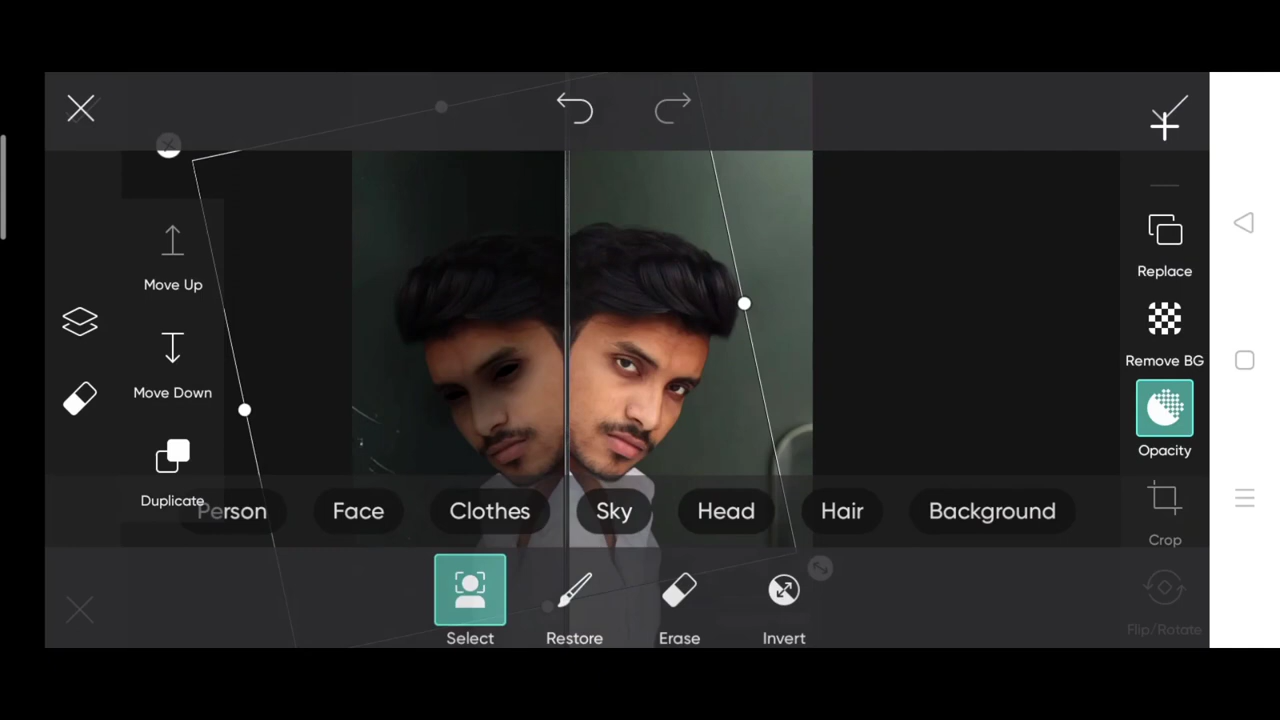 Move Up
Move Down
Duplicate
Replace
Remove BG
Opacity
Crop
Flip/Rotate
Person
Face
Clothes
Sky
Head
Hair
Background
Select
Restore
Erase
Invert